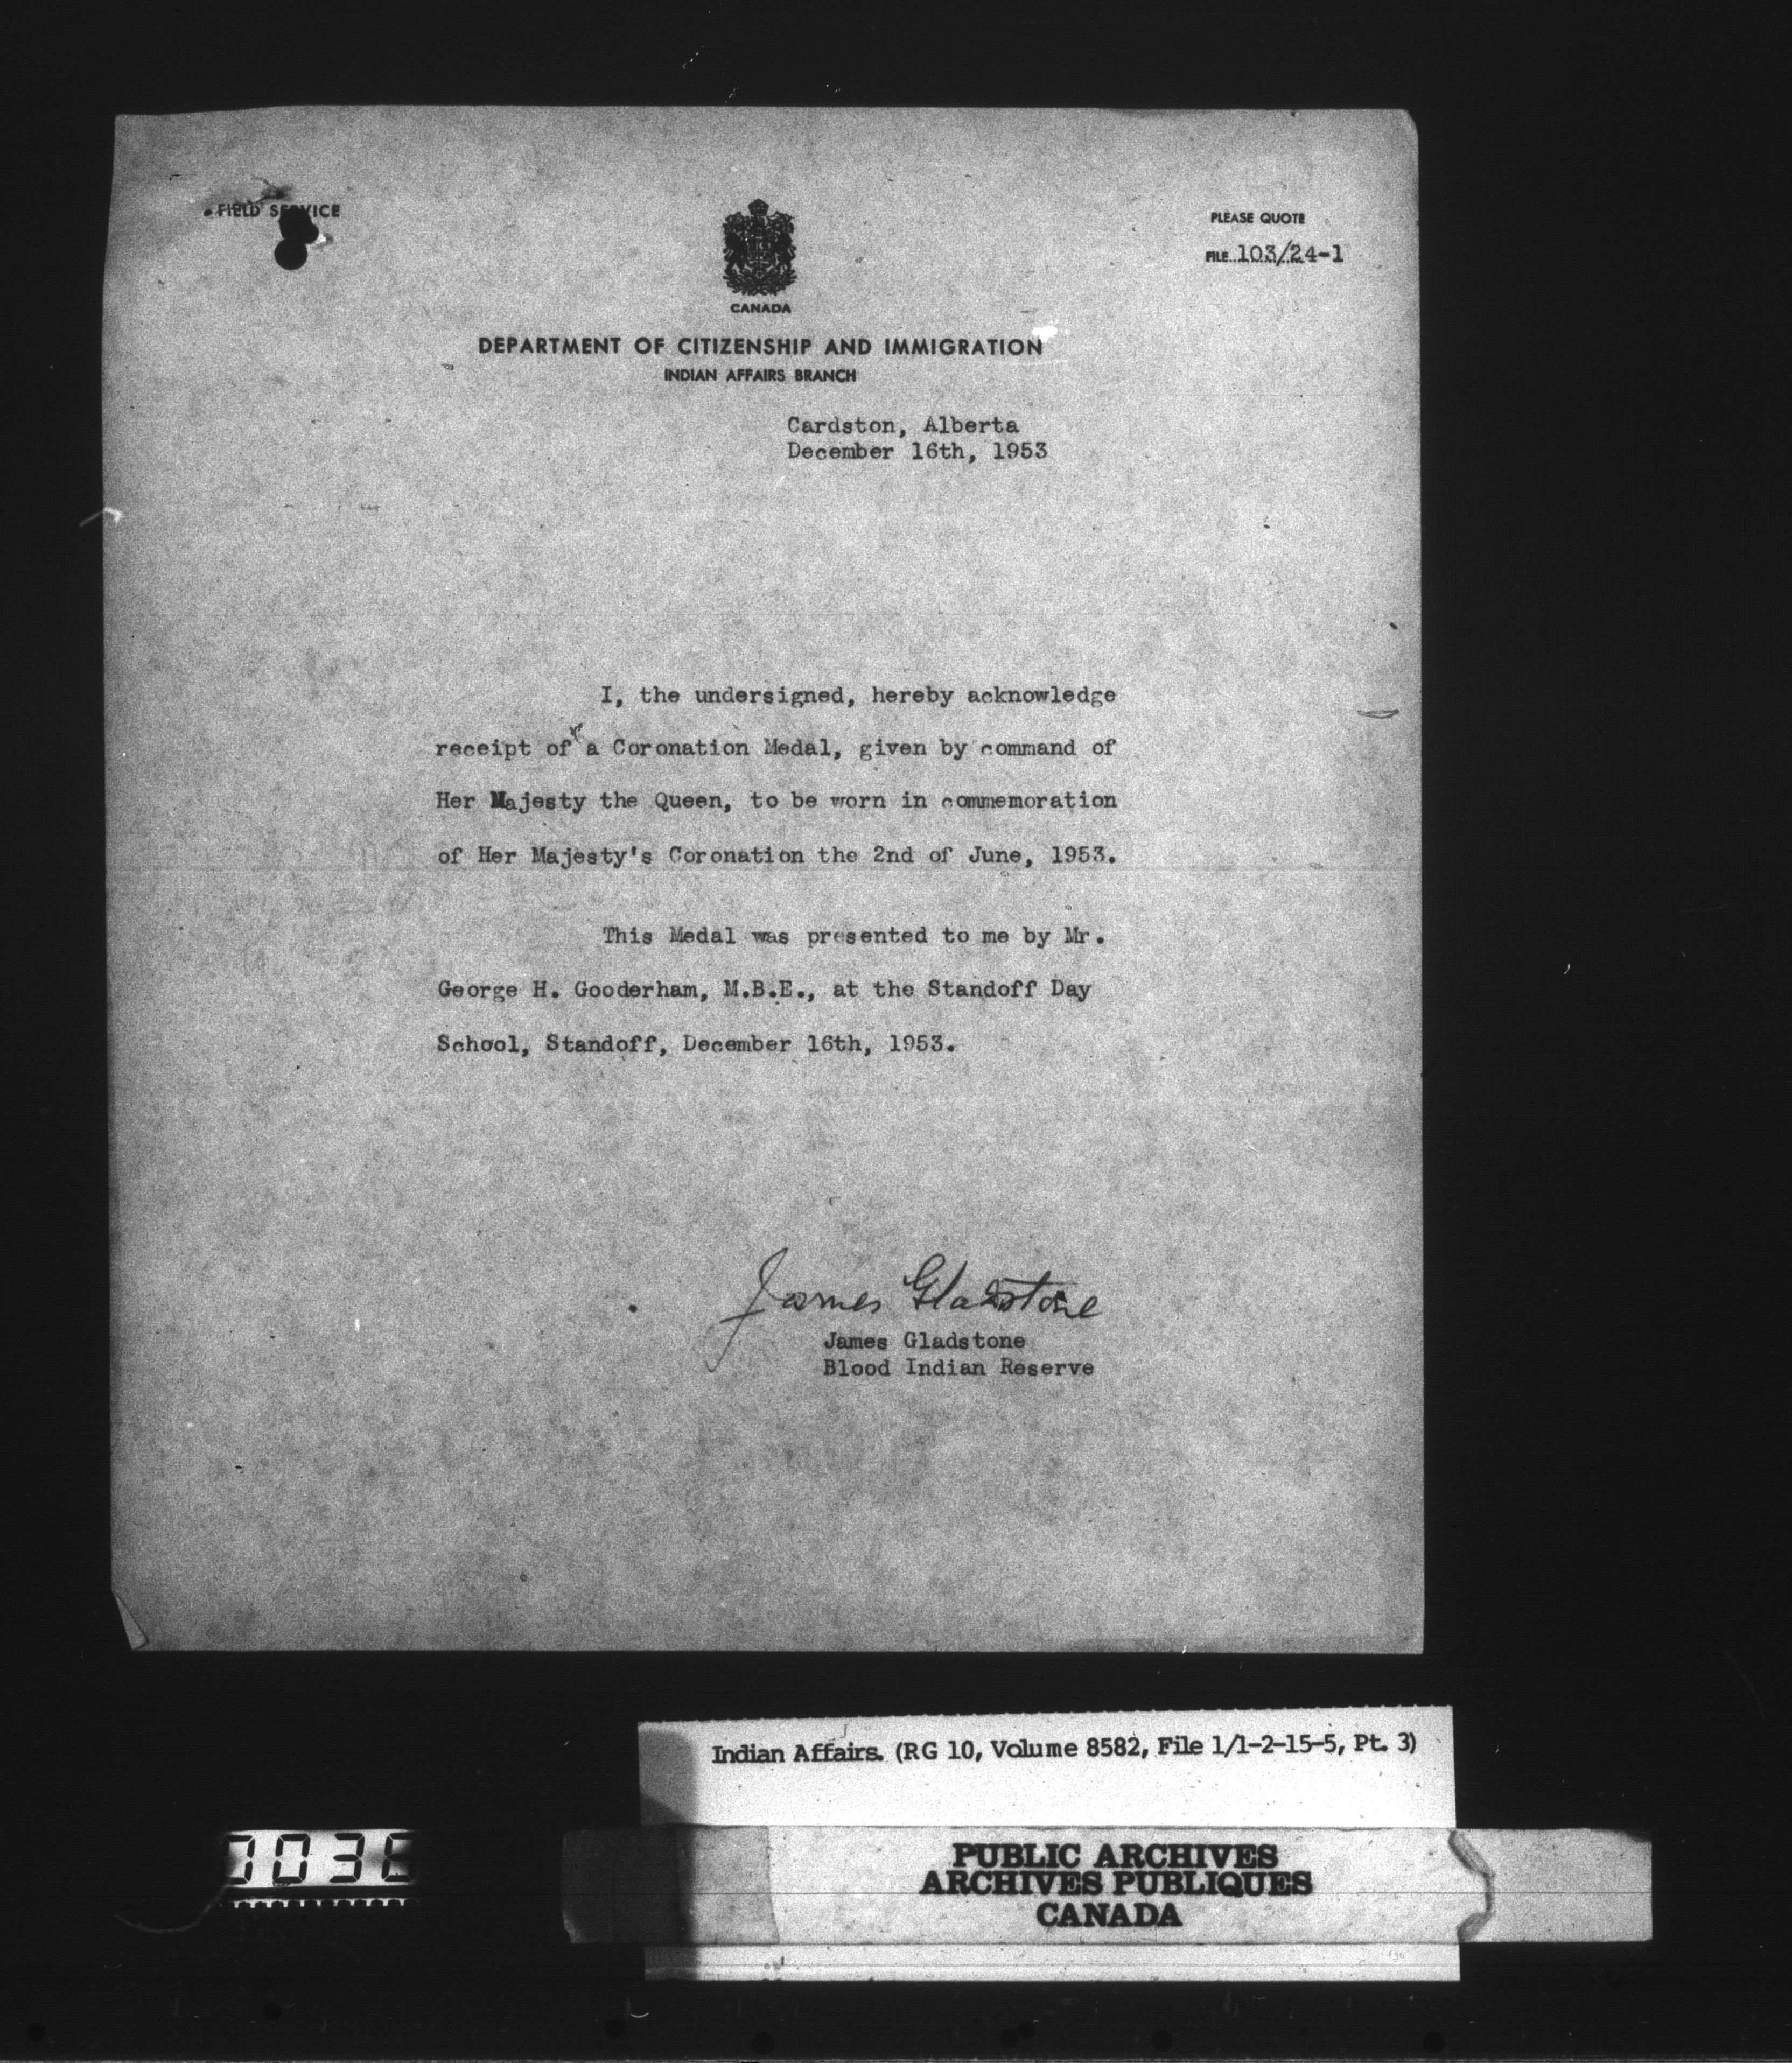 FIELD SERVICE
PLEASE QUOTE
FILE 103/24-1
CANADA
DEPARTMENT OF CITIZENSHIP AND IMMIGRATION
INDIAN AFFAIRS BRANCH
Cardston, Alberta
December 16th, 1953
I, the undersigned, hereby acknowledge
receipt of a Coronation Medal, given by command of
Her Majesty the Queen, to be worn in commemoration
of Her Majesty's Coronation the 2nd of June, 1953.
This Medal was presented to me by Mr.
George H. Gooderham, M.B.E., at the Standoff Day
School, Standoff, December 16th, 1953.
James Gladstone
James Gladstone
Blood Indian Reserve
Indian Affairs. (RG 10, Volume 8582, File 1/1-2-15-5, Pt. 3)
PUBLIC ARCHIVES
ARCHIVES PUBLIQUES
CANADA